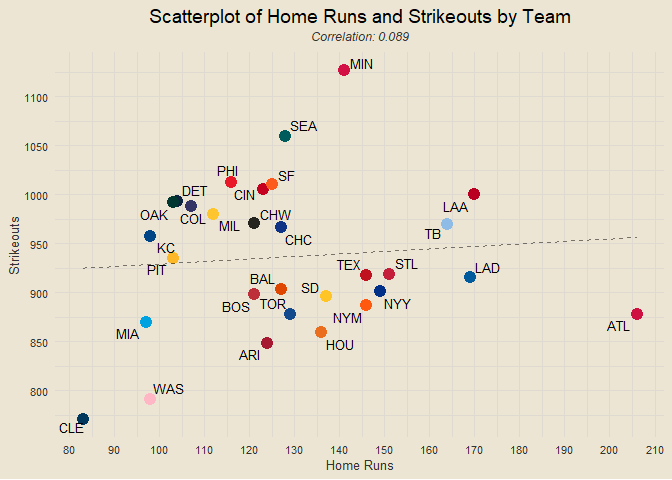 Scatterplot of Home Runs and Strikeouts by Team
Correlation: 0.089
Strikeouts
1100
1050
1000
950
900
850
800
MIN
SEA
PHI
SF
CIN
DET
OAK
COL
MIL
CHW
CHC
LAA
TB
KC
PIT
TEX
STL
LAD
BAL
SD
BOS
TOR
NYM
NYY
MIA
ARI
HOU
ATL
WAS
CLE
80 90 100 110 120 130 140 150 160 170 180 190 200 210
Home Runs